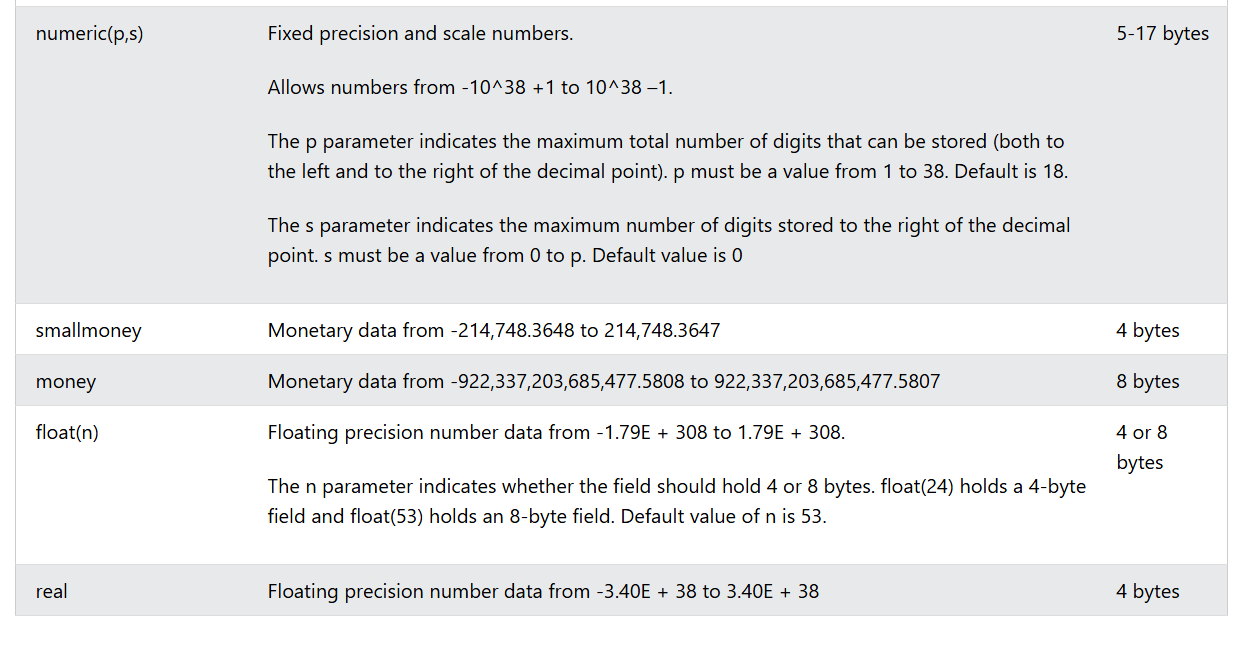 numeric(p,s) Fixed precision and scale numbers. 5-17 bytes
Allows numbers from -10^38 +1 to 10^38 –1.
The p parameter indicates the maximum total number of digits that can be stored (both to
the left and to the right of the decimal point). p must be a value from 1 to 38. Default is 18.
The s parameter indicates the maximum number of digits stored to the right of the decimal
point. s must be a value from 0 to p. Default value is 0
smallmoney Monetary data from -214,748.3648 to 214,748.3647 4 bytes
money Monetary data from -922,337,203,685,477.5808 to 922,337,203,685,477.5807 8 bytes
float(n) Floating precision number data from -1.79E + 308 to 1.79E + 308. 4 or 8
bytes
The n parameter indicates whether the field should hold 4 or 8 bytes. float(24) holds a 4-byte
field and float(53) holds an 8-byte field. Default value of n is 53.
real Floating precision number data from -3.40E + 38 to 3.40E + 38 4 bytes